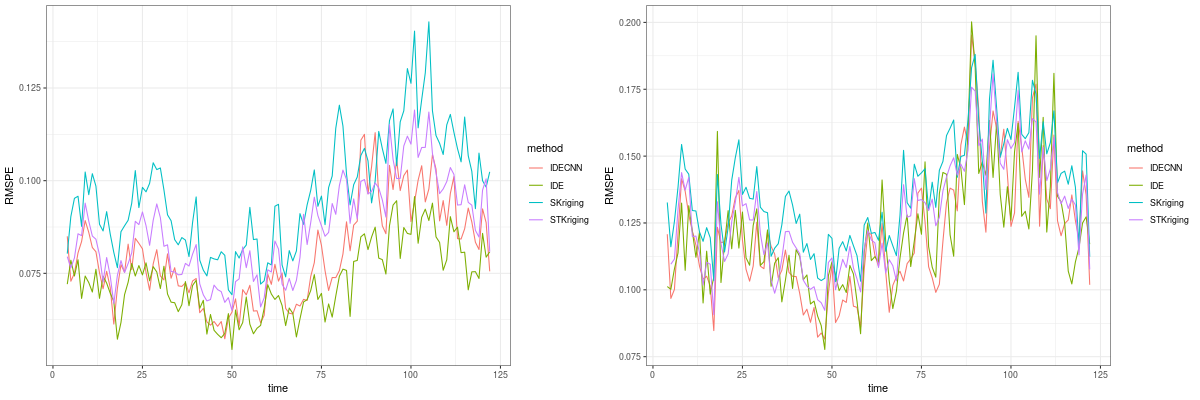 RMSPE
0.125
0.100
0.075
0
25
50
75
100
125
time
method
IDECNN
IDE
SKriging
STKriging
RMSPE
0.200
0.175
0.150
0.125
0.100
0.075
0
25
50
75
100
125
time
method
IDECNN
IDE
SKriging
STKriging